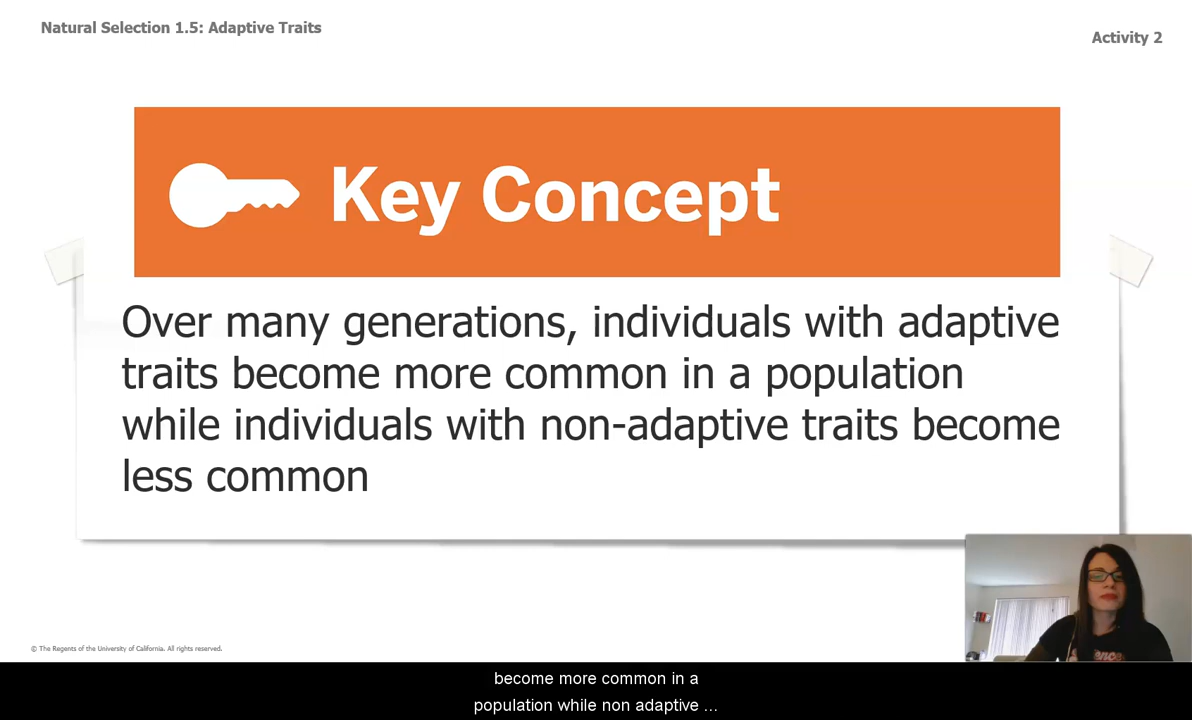 Natural Selection 1.5: Adaptive Traits
Activity 2
Key Concept
Over many generations, individuals with adaptive
traits become more common in a population
while individuals with non-adaptive traits become
less common
© The Regents of the University of California. All rights reserved.
become more common in a
population while non adaptive ...